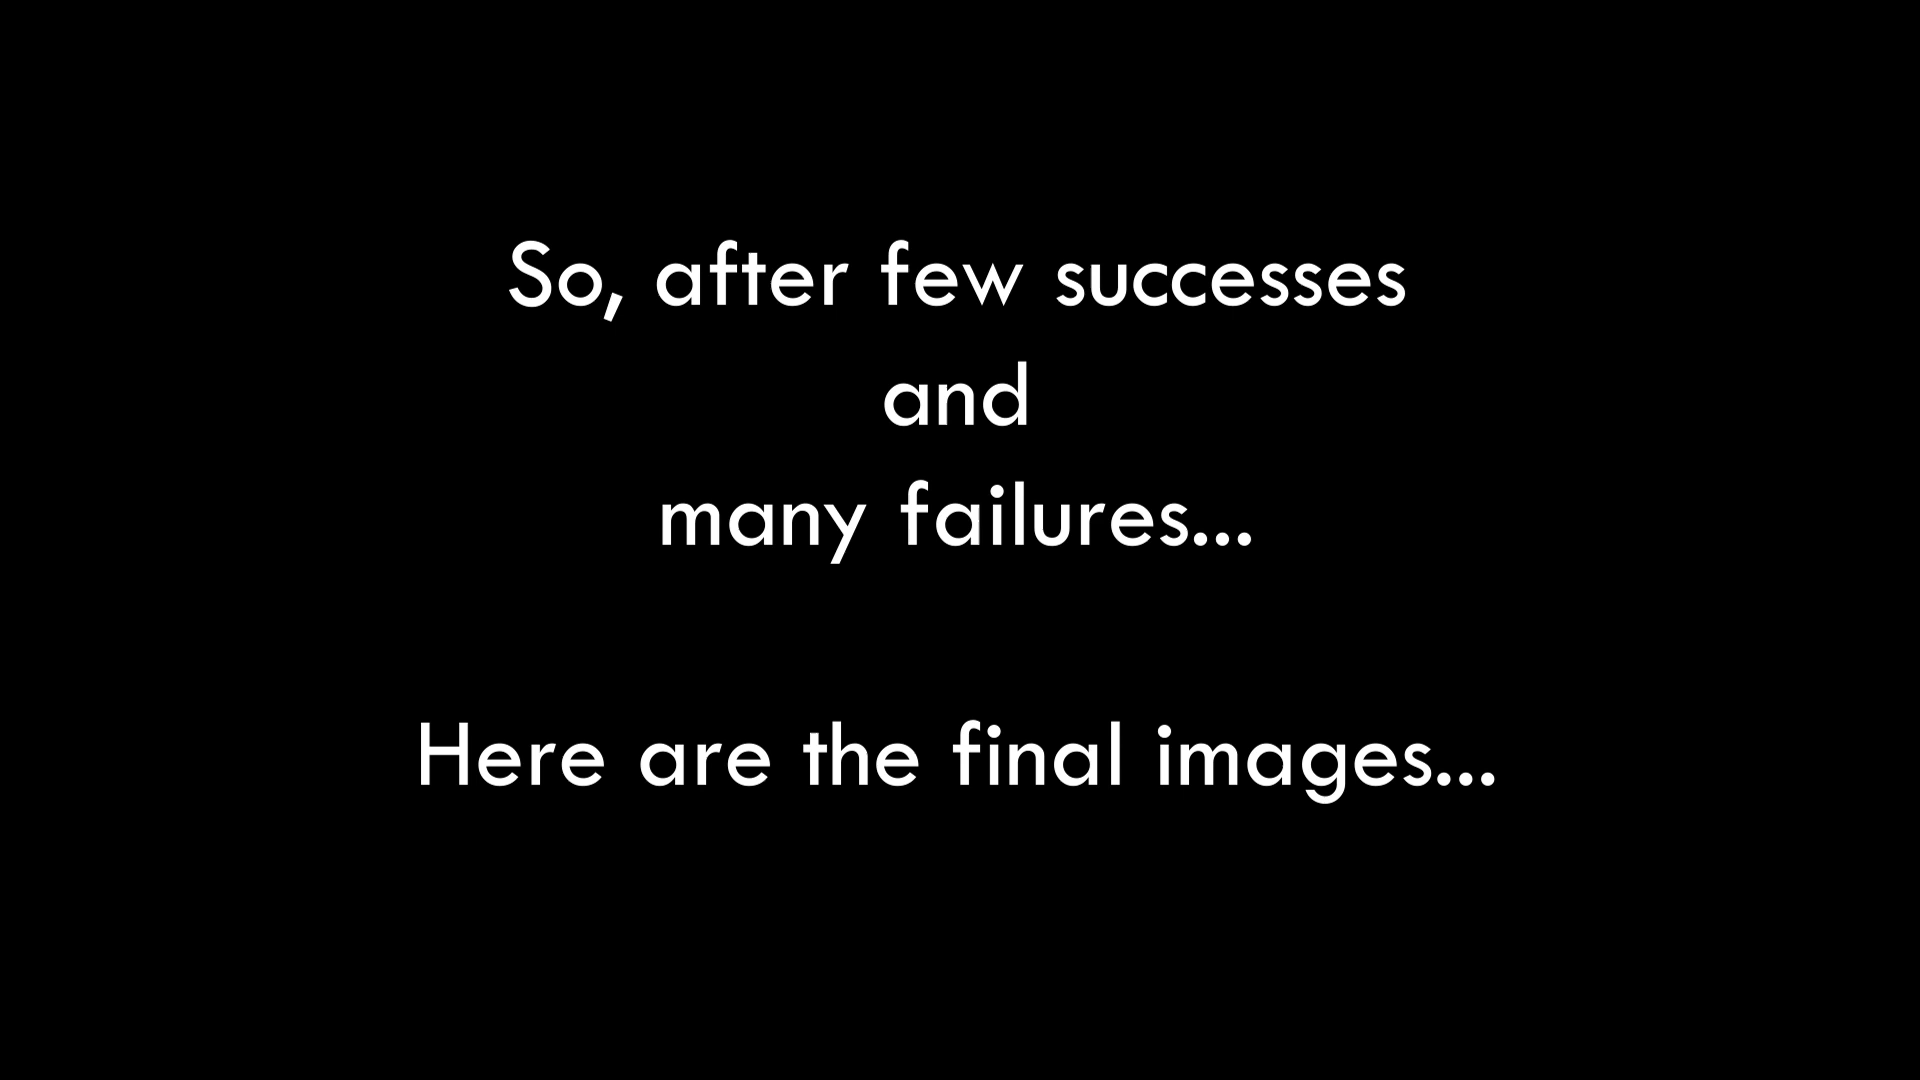 So, after few successes
and
many failures...
Here are the final images...